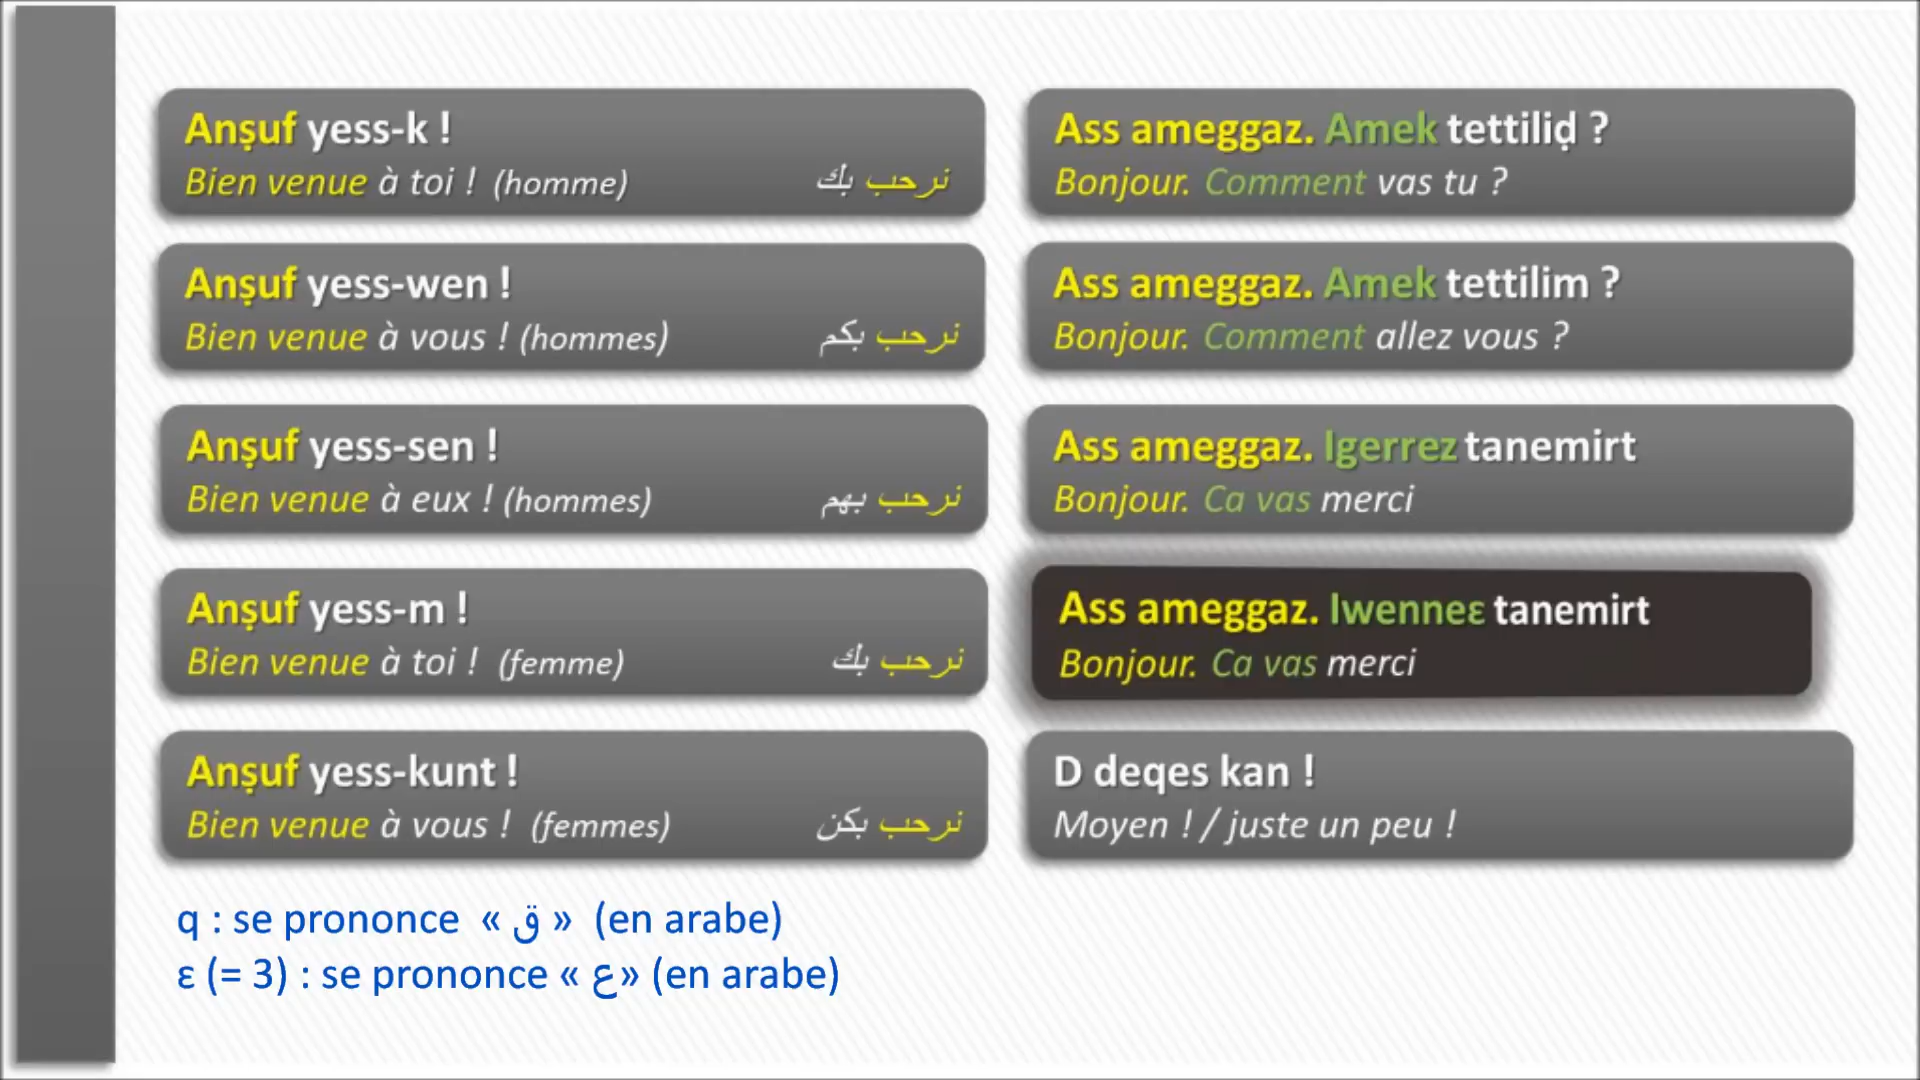 Anṣuf yess-k !
Bien venue à toi ! (homme) نرحب بك
Anṣuf yess-wen !
Bien venue à vous ! (hommes) نرحب بكم
Anṣuf yess-sen !
Bien venue à eux ! (hommes) نرحب بهم
Anṣuf yess-m !
Bien venue à toi ! (femme) نرحب بك
Anṣuf yess-kunt !
Bien venue à vous ! (femmes) نرحب بكن
Ass ameggaz. Amek tettiliḍ ?
Bonjour. Comment vas tu ?
Ass ameggaz. Amek tettilim ?
Bonjour. Comment allez vous ?
Ass ameggaz. Igerrez tanemirt
Bonjour. Ca vas merci
Ass ameggaz. Iwenneɛ tanemirt
Bonjour. Ca vas merci
D deqes kan !
Moyen ! / juste un peu !
q : se prononce « ق » (en arabe)
ɛ (= 3) : se prononce « ع» (en arabe)